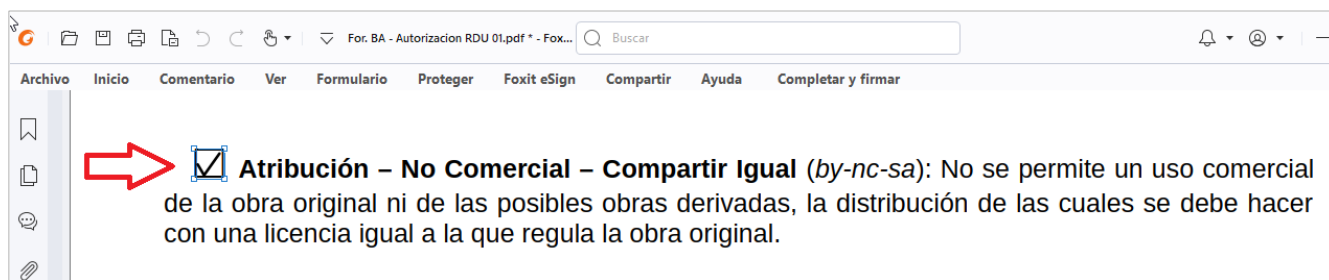 For. BA - Autorizacion RDU 01.pdf * - Fox... Buscar
Archivo Inicio Comentario Ver Formulario Proteger Foxit eSign Compartir Ayuda Completar y firmar
Atribución – No Comercial – Compartir Igual (by-nc-sa): No se permite un uso comercial
de la obra original ni de las posibles obras derivadas, la distribución de las cuales se debe hacer
con una licencia igual a la que regula la obra original.